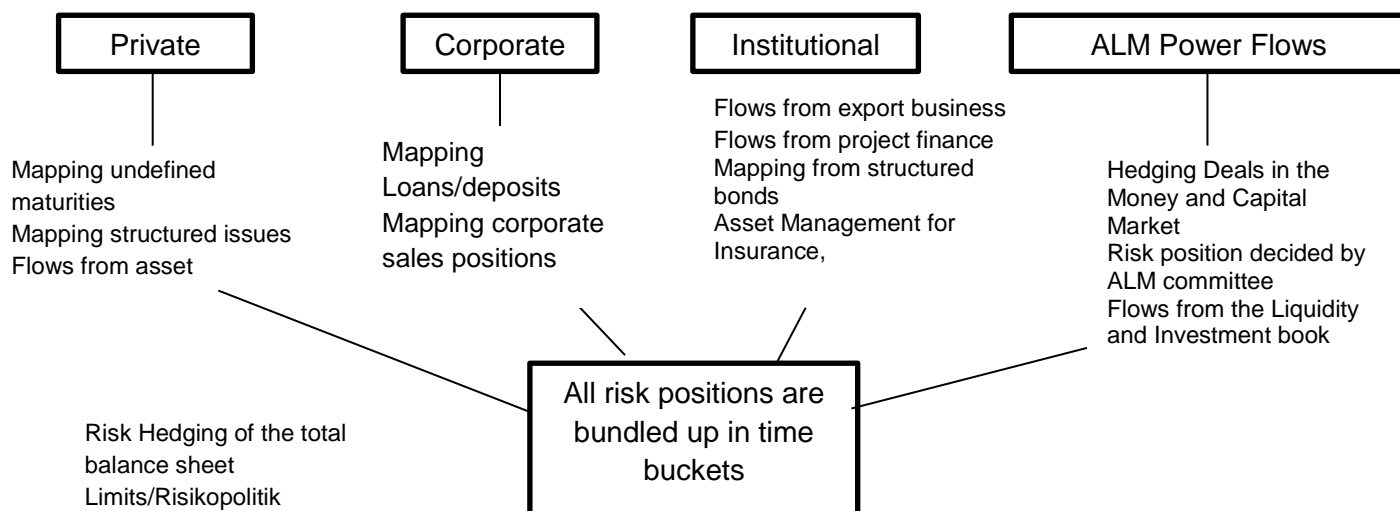 Private
Corporate
Institutional
ALM Power Flows
Mapping undefined
maturities
Mapping structured issues
Flows from asset
Mapping
Loans/deposits
Mapping corporate
sales positions
Flows from export business
Flows from project finance
Mapping from structured
bonds
Asset Management for
Insurance,
Hedging Deals in the
Money and Capital
Market
Risk position decided by
ALM committee
Flows from the Liquidity
and Investment book
All risk positions are
bundled up in time
buckets
Risk Hedging of the total
balance sheet
Limits/Risikopolitik